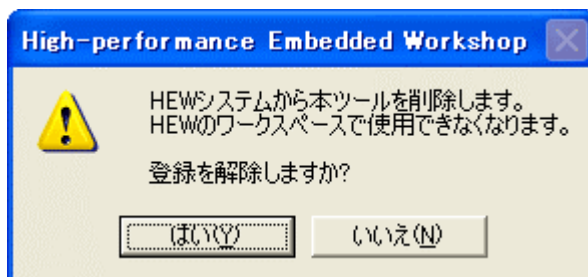 High-performance Embedded Workshop
HEWシステムから本ツールを削除します。
HEWのワークスペースで使用できなくなります。
登録を解除しますか?
はい(Y)
いいえ(N)